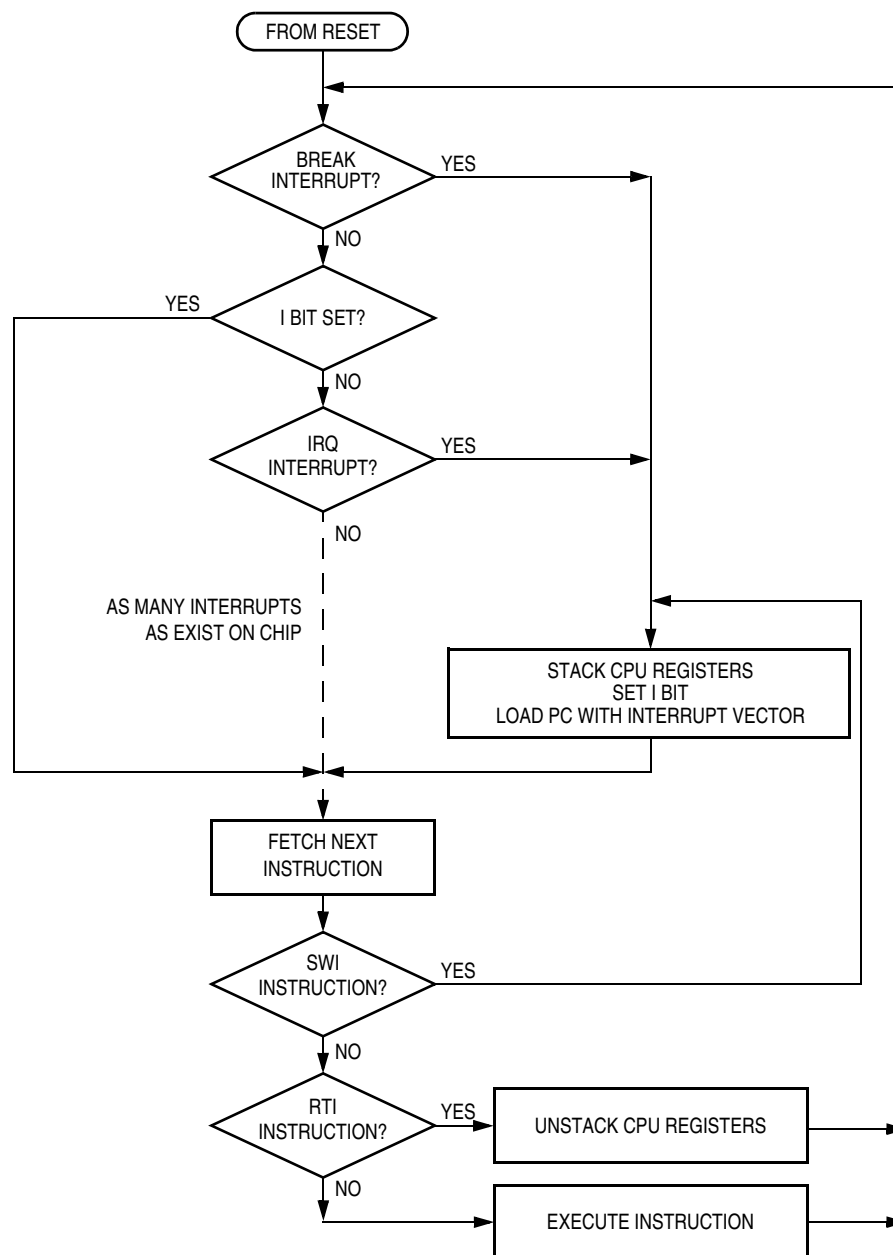 FROM RESET
BREAK
INTERRUPT?
YES
NO
I BIT SET?
YES
NO
IRQ
INTERRUPT?
YES
NO
AS MANY INTERRUPTS
AS EXIST ON CHIP
STACK CPU REGISTERS
SET I BIT
LOAD PC WITH INTERRUPT VECTOR
FETCH NEXT
INSTRUCTION
SWI
INSTRUCTION?
YES
NO
RTI
INSTRUCTION?
YES
UNSTACK CPU REGISTERS
NO
EXECUTE INSTRUCTION